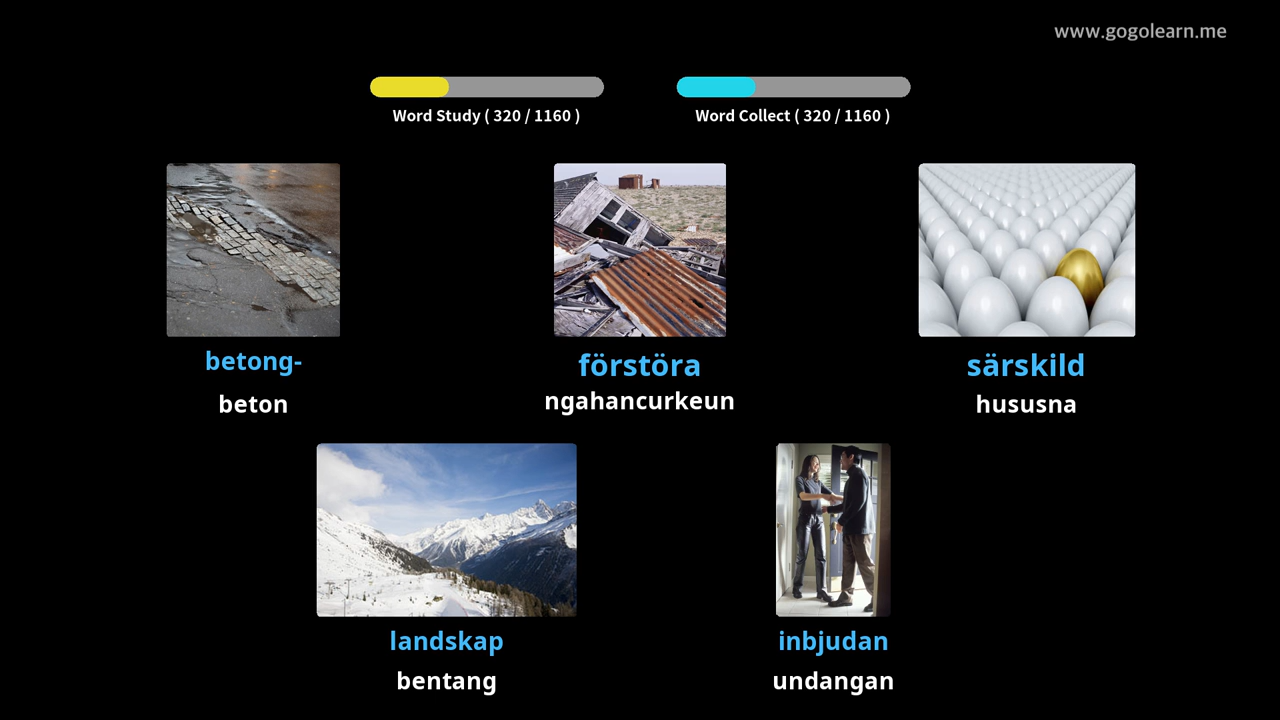 www.gogolearn.me
Word Study ( 320 / 1160 )
Word Collect ( 320 / 1160 )
betong-
beton
förstöra
ngahancurkeun
särskild
hususna
landskap
bentang
inbjudan
undangan